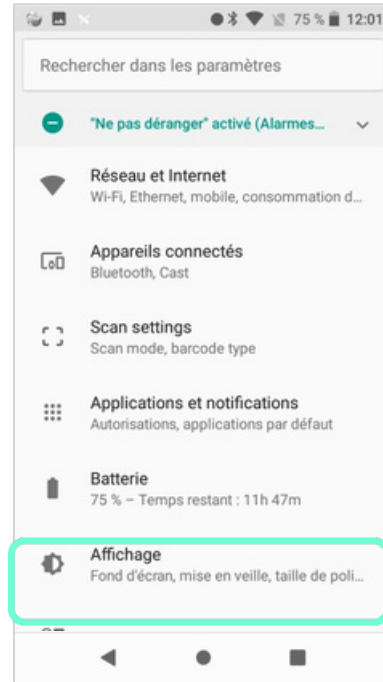 75 % 12:01
Rechercher dans les paramètres
"Ne pas déranger" activé (Alarmes...
Réseau et Internet
Wi-Fi, Ethernet, mobile, consommation d...
Appareils connectés
Bluetooth, Cast
Scan settings
Scan mode, barcode type
Applications et notifications
Autorisations, applications par défaut
Batterie
75 % – Temps restant : 11h 47m
Affichage
Fond d'écran, mise en veille, taille de poli...